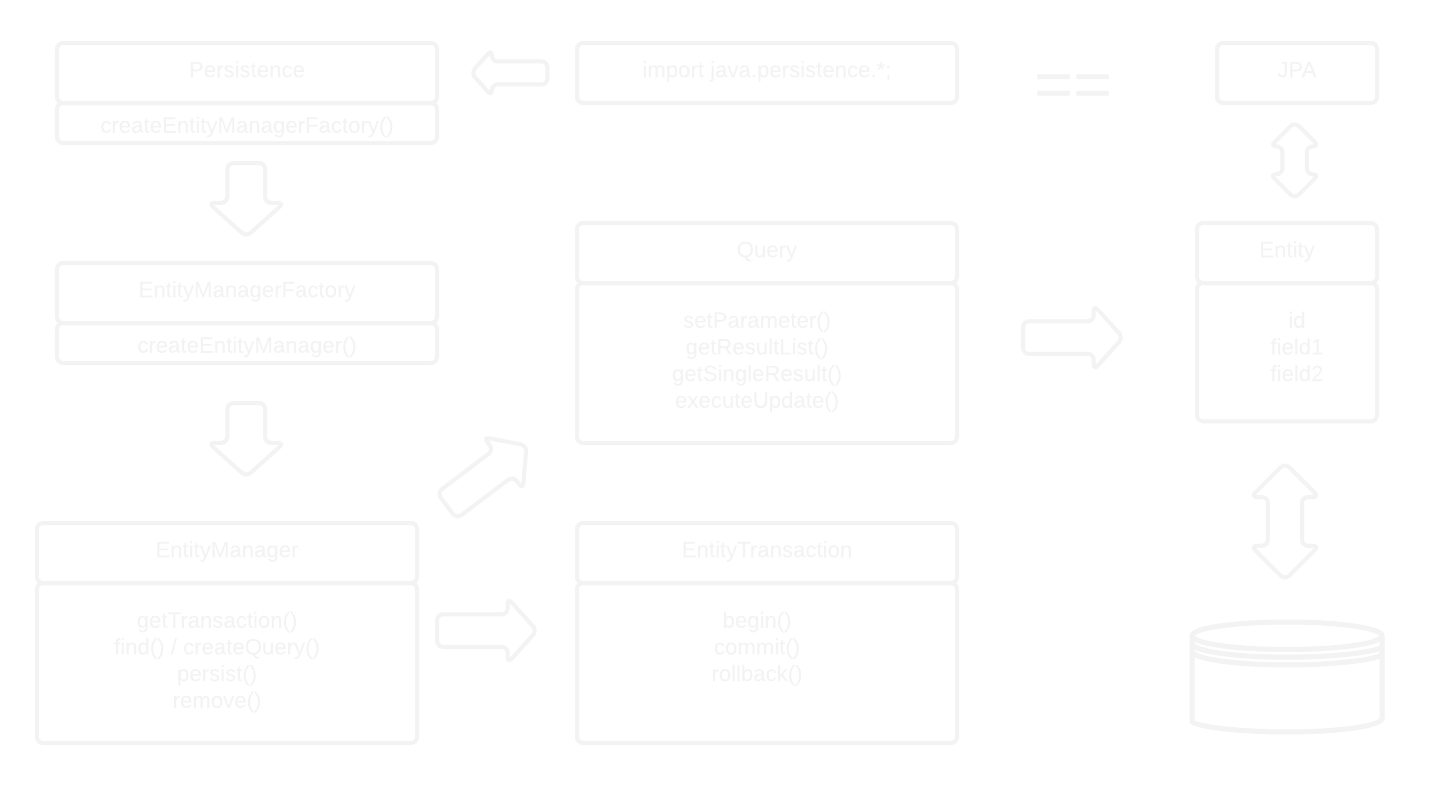 Persistence
createEntityManagerFactory()
import java.persistence.*;
==
JPA
EntityManagerFactory
createEntityManager()
Query
setParameter()
getResultList()
getSingleResult()
executeUpdate()
Entity
id
field1
field2
EntityManager
getTransaction()
find() / createQuery()
persist()
remove()
EntityTransaction
begin()
commit()
rollback()